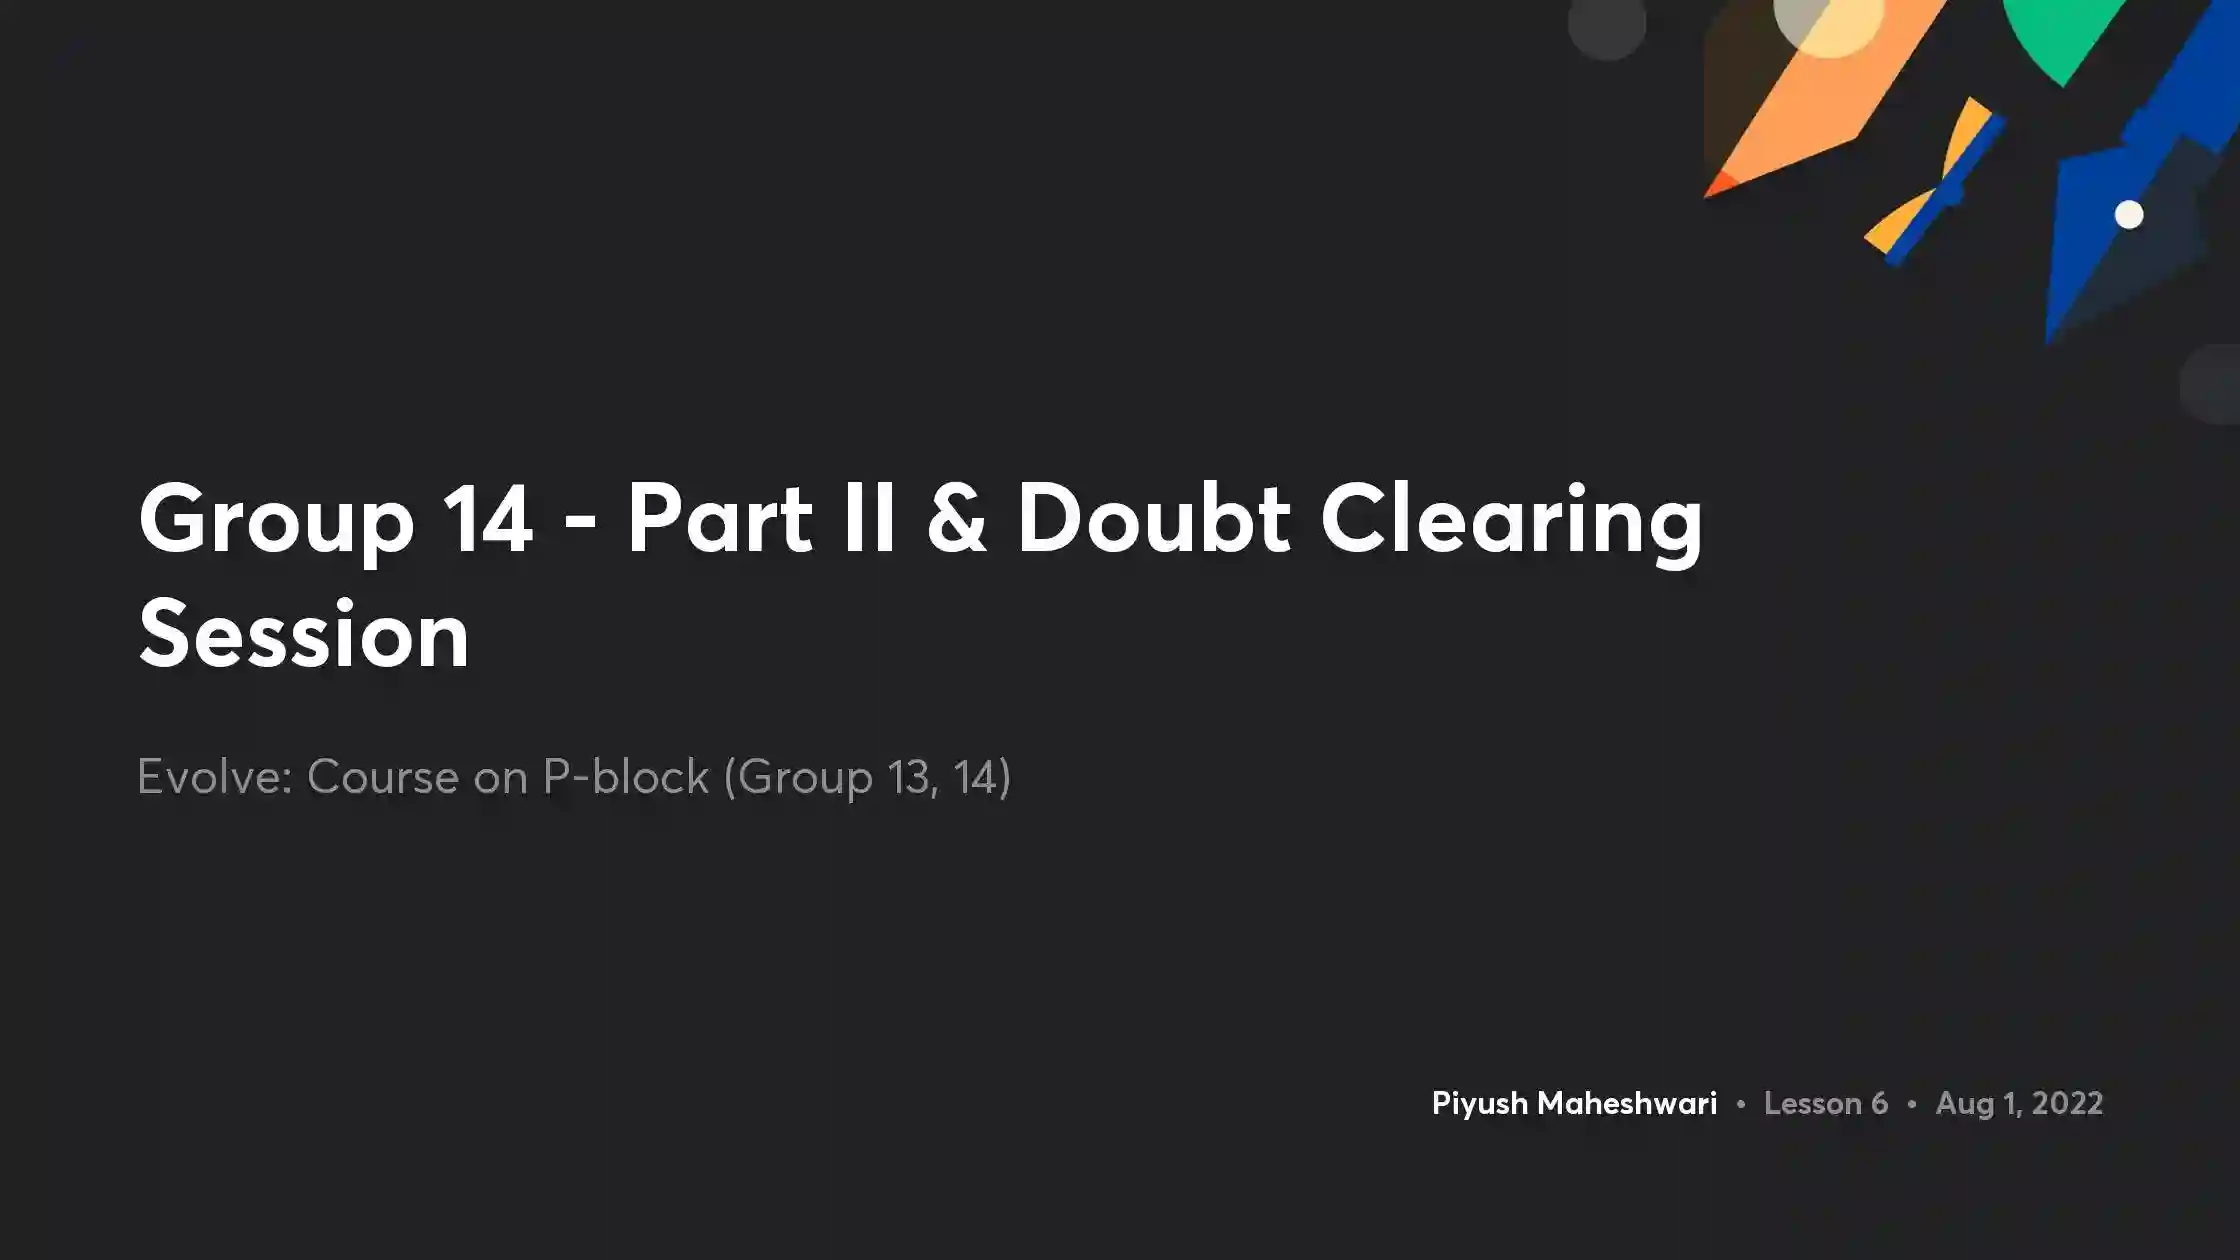 Group 14 - Part II & Doubt Clearing
Session
Evolve: Course on P-block (Group 13, 14)
Piyush Maheshwari • Lesson 6 • Aug 1, 2022